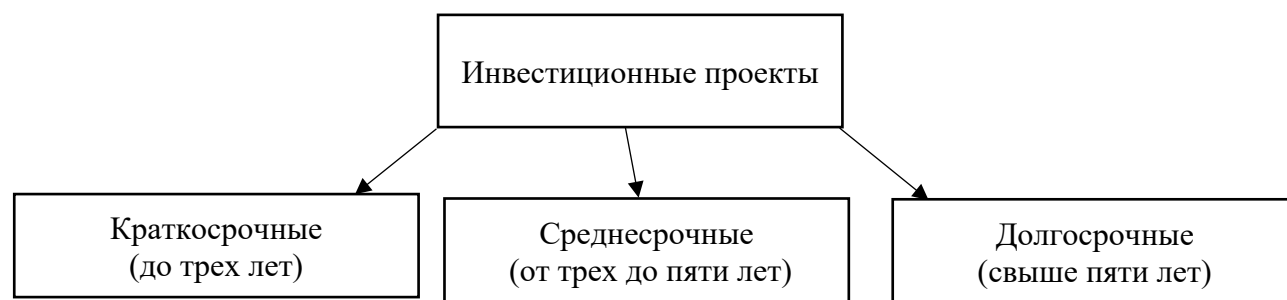 Инвестиционные проекты
Краткосрочные
(до трех лет)
Среднесрочные
(от трех до пяти лет)
Долгосрочные
(свыше пяти лет)